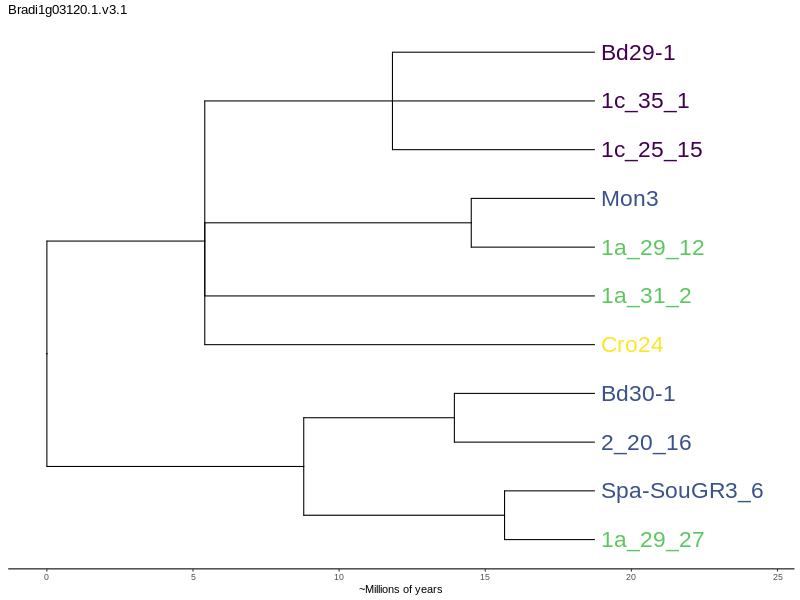 Bradi1g03120.1.v3.1
Bd29-1
1c_35_1
1c_25_15
Mon3
1a_29_12
1a_31_2
Cro24
Bd30-1
2_20_16
Spa-SouGR3_6
1a_29_27
0 5 10 15 20 25
~Millions of years